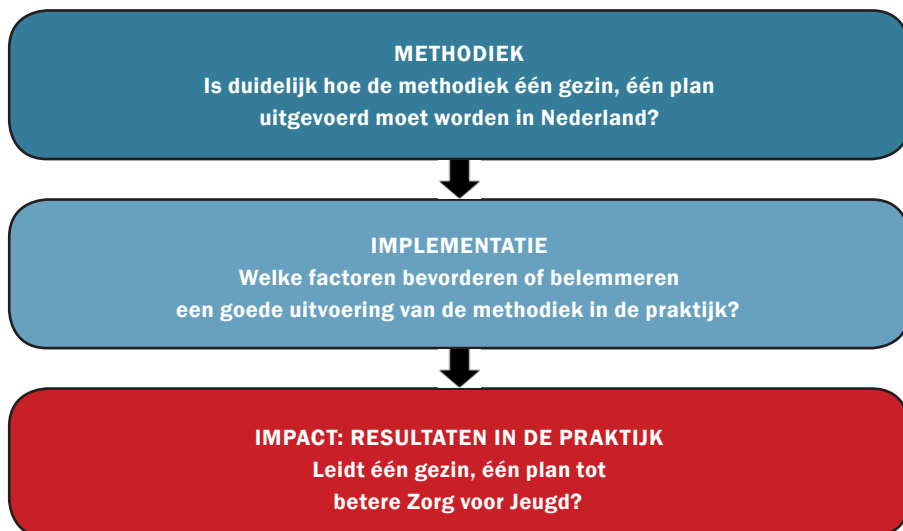 METHODIEK
Is duidelijk hoe de methodiek één gezin, één plan
uitgevoerd moet worden in Nederland?
IMPLEMENTATIE
Welke factoren bevorderen of belemmeren
een goede uitvoering van de methodiek in de praktijk?
IMPACT: RESULTATEN IN DE PRAKTIJK
Leidt één gezin, één plan tot
betere Zorg voor Jeugd?